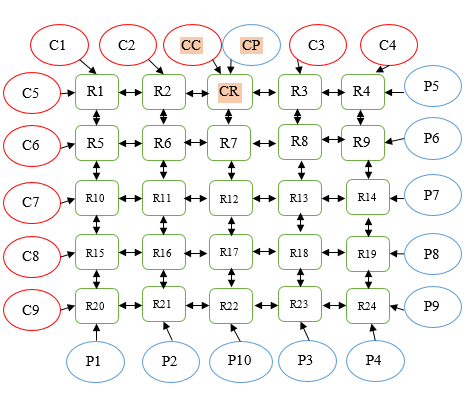 C1 C2 CC CP C3 C4
C5 R1 R2 CR R3 R4 P5
C6 R5 R6 R7 R8 R9 P6
C7 R10 R11 R12 R13 R14 P7
C8 R15 R16 R17 R18 R19 P8
C9 R20 R21 R22 R23 R24 P9
P1 P2 P10 P3 P4